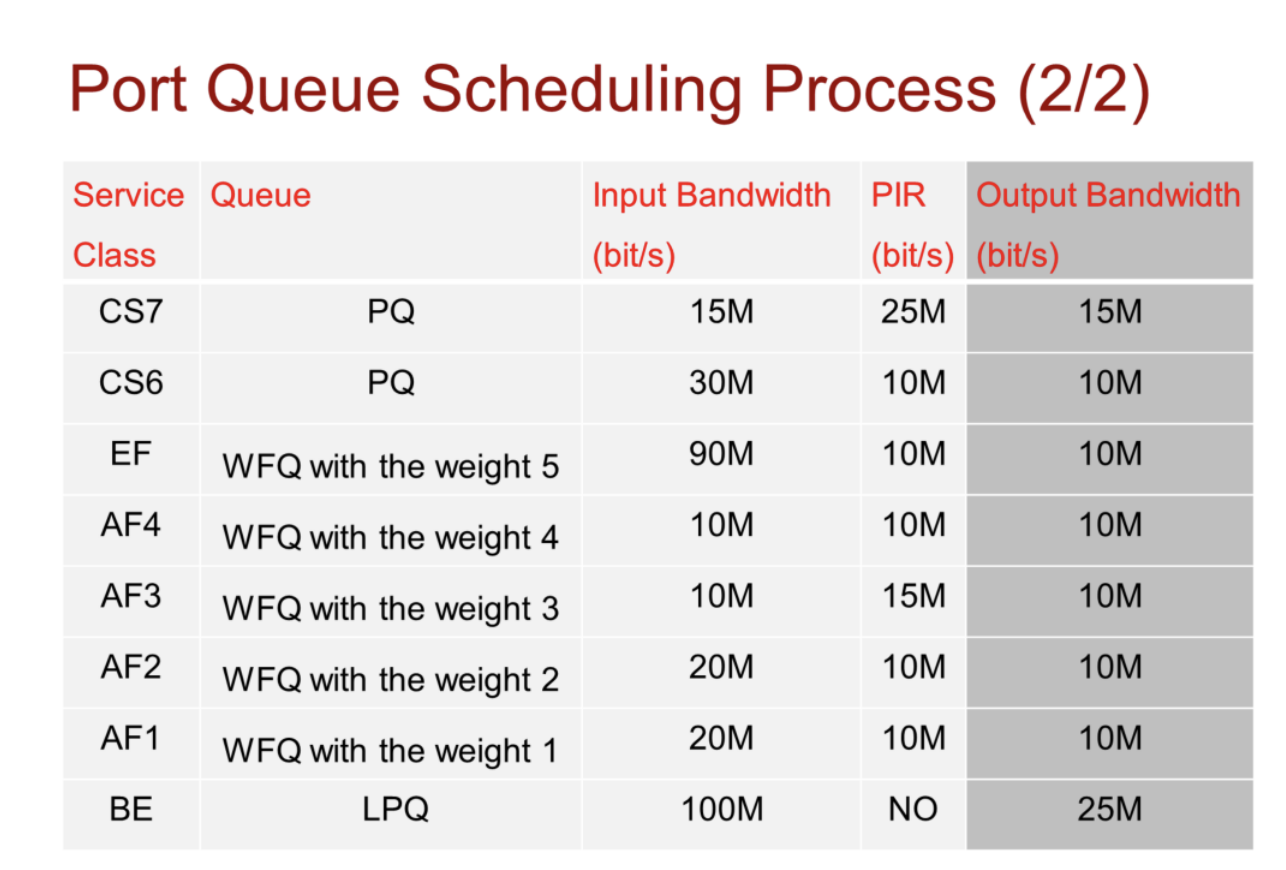 Port Queue Scheduling Process (2/2)
Service Class Queue Input Bandwidth (bit/s) PIR (bit/s) Output Bandwidth (bit/s)
CS7 PQ 15M 25M 15M
CS6 PQ 30M 10M 10M
EF WFQ with the weight 5 90M 10M 10M
AF4 WFQ with the weight 4 10M 10M 10M
AF3 WFQ with the weight 3 10M 15M 10M
AF2 WFQ with the weight 2 20M 10M 10M
AF1 WFQ with the weight 1 20M 10M 10M
BE LPQ 100M NO 25M